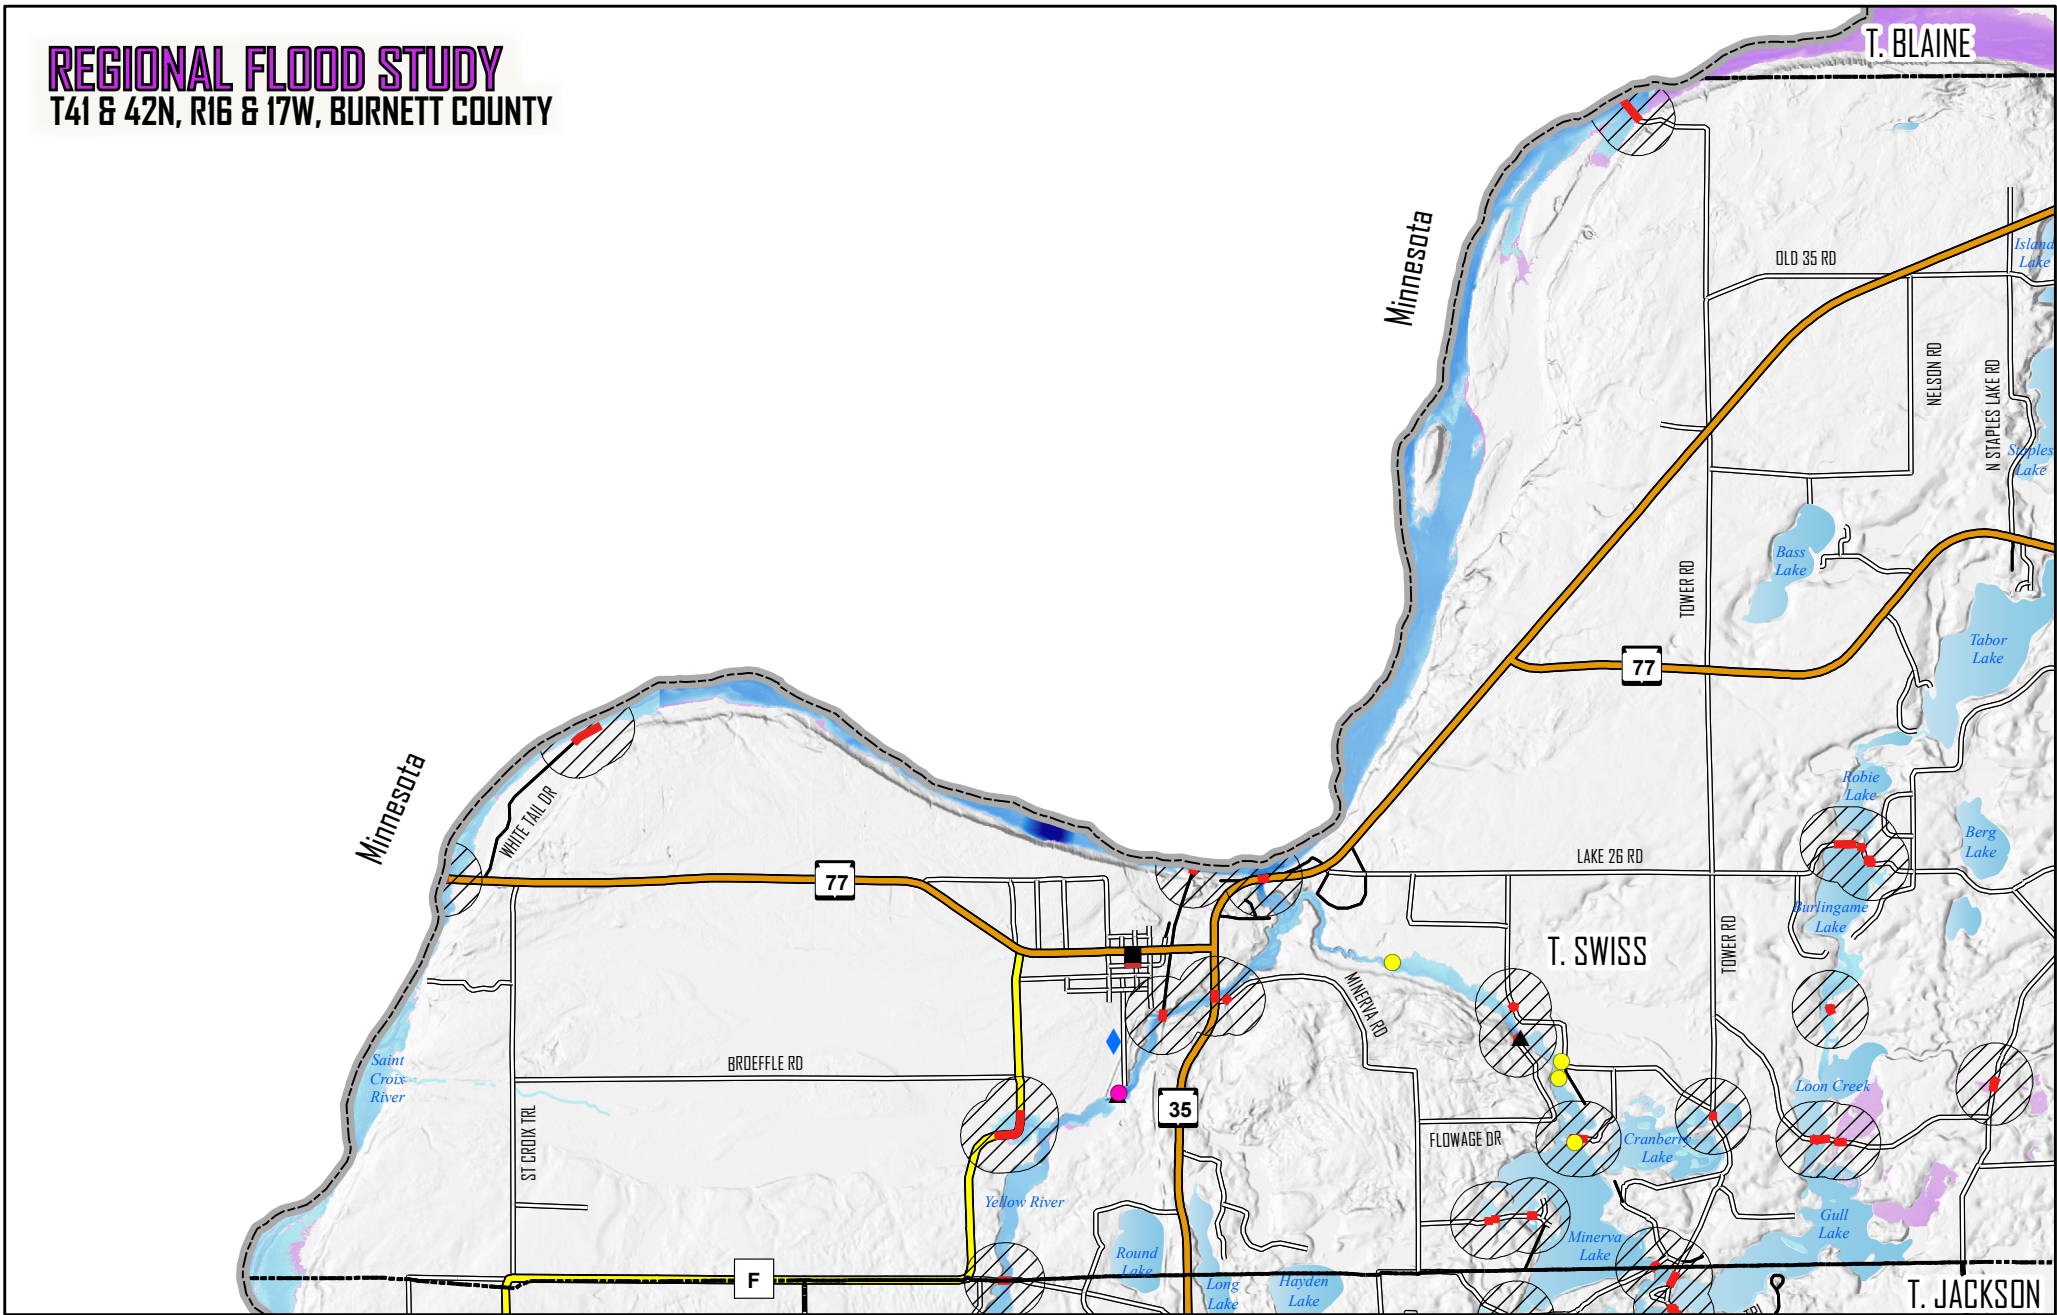 REGIONAL FLOOD STUDY
T41 & 42N, R16 & 17W, BURNETT COUNTY
T. BLAINE
Minnesota
OLD 35 RD
Island
Lake
NELSON RD
N STAPLES LAKE RD
Staples
Lake
Bass
Lake
TOWER RD
Tabor
Lake
77
Minnesota
WHITE TAIL DR
Robie
Lake
Berg
Lake
LAKE 26 RD
77
Burlingame
Lake
T. SWISS
TOWER RD
MINERVA RD
Saint
Croix
River
BROEFFLE RD
Loon Creek
35
ST CROIX TRL
FLOWAGE DR
Cranberry
Lake
Yellow River
Gull
Lake
Minerva
Lake
Round
Lake
F
Long
Lake
Hayden
Lake
T. JACKSON